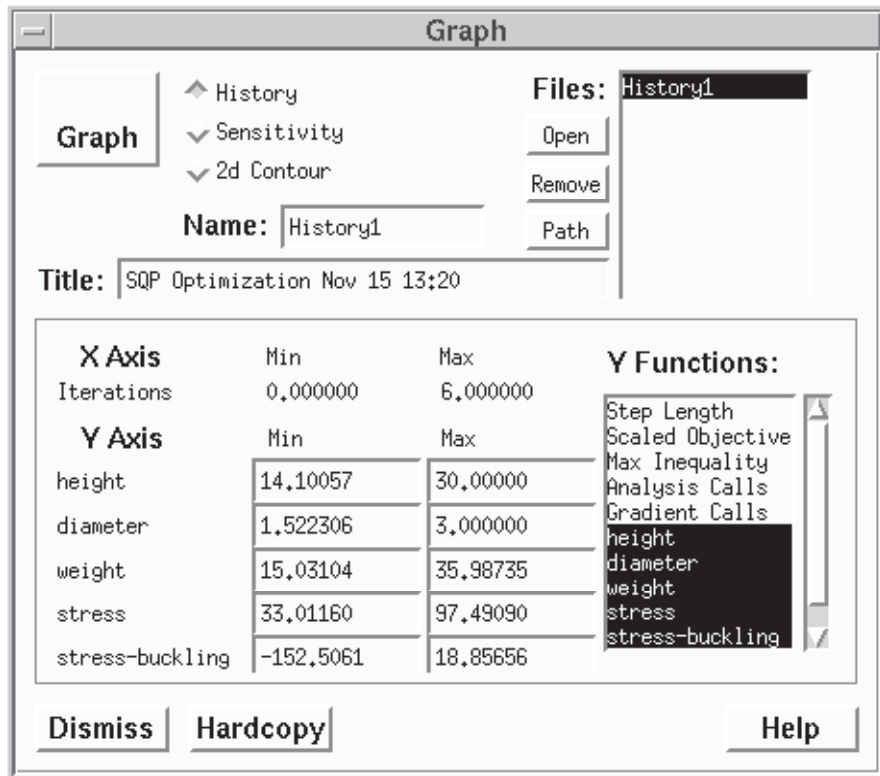 Graph
Graph
History
Sensitivity
2d Contour
Files:
Open
Remove
Path
History1
Name: History1
Title: SQP Optimization Nov 15 13:20
X Axis Min Max
Iterations 0.000000 6.000000
Y Axis Min Max
height 14.10057 30.00000
diameter 1.522306 3.000000
weight 15.03104 35.98735
stress 33.01160 97.49090
stress-buckling -152.5061 18.85656
Y Functions:
Step Length
Scaled Objective
Max Inequality
Analysis Calls
Gradient Calls
height
diameter
weight
stress
stress-buckling
Dismiss Hardcopy Help